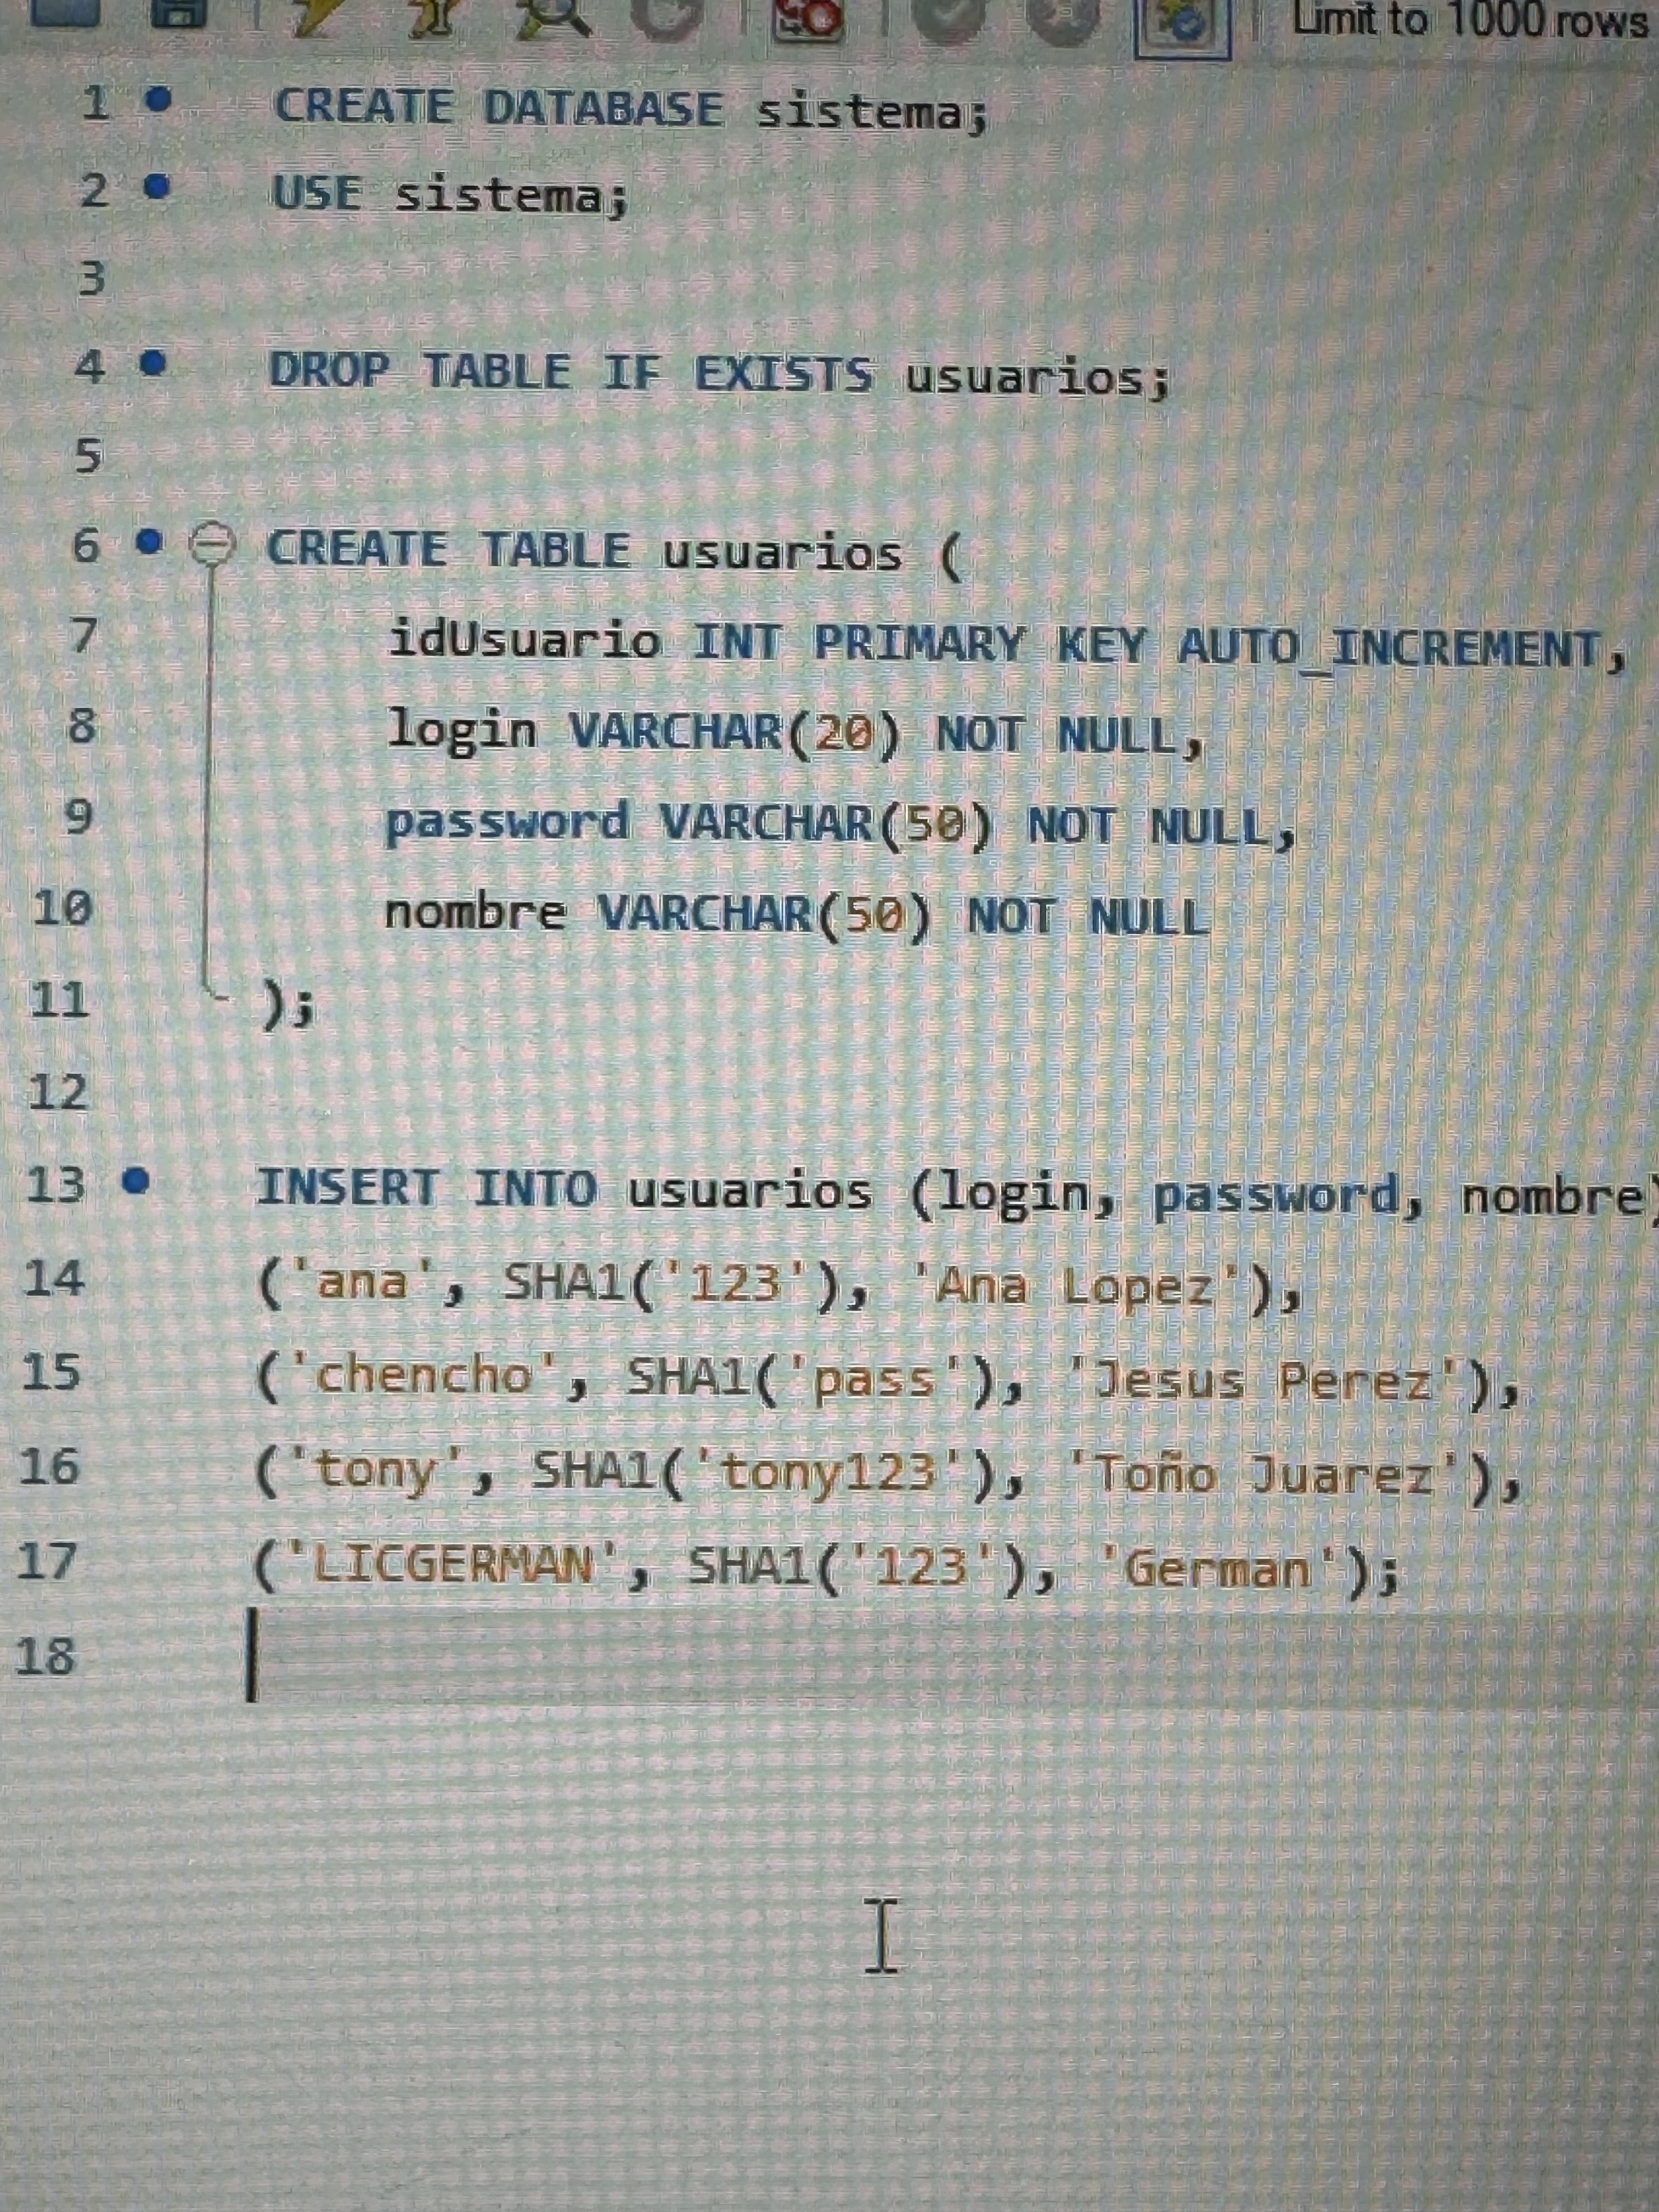 Limit to 1000 rows
1 CREATE DATABASE sistema;
2 USE sistema;
3
4 DROP TABLE IF EXISTS usuarios;
5
6 CREATE TABLE usuarios (
7 idUsuario INT PRIMARY KEY AUTO_INCREMENT,
8 login VARCHAR(20) NOT NULL,
9 password VARCHAR(50) NOT NULL,
10 nombre VARCHAR(50) NOT NULL
11 );
12
13 INSERT INTO usuarios (login, password, nombre)
14 ('ana', SHA1('123'), 'Ana Lopez'),
15 ('chencho', SHA1('pass'), 'Jesus Perez'),
16 ('tony', SHA1('tony123'), 'Toño Juarez'),
17 ('LICGERMAN', SHA1('123'), 'German');
18